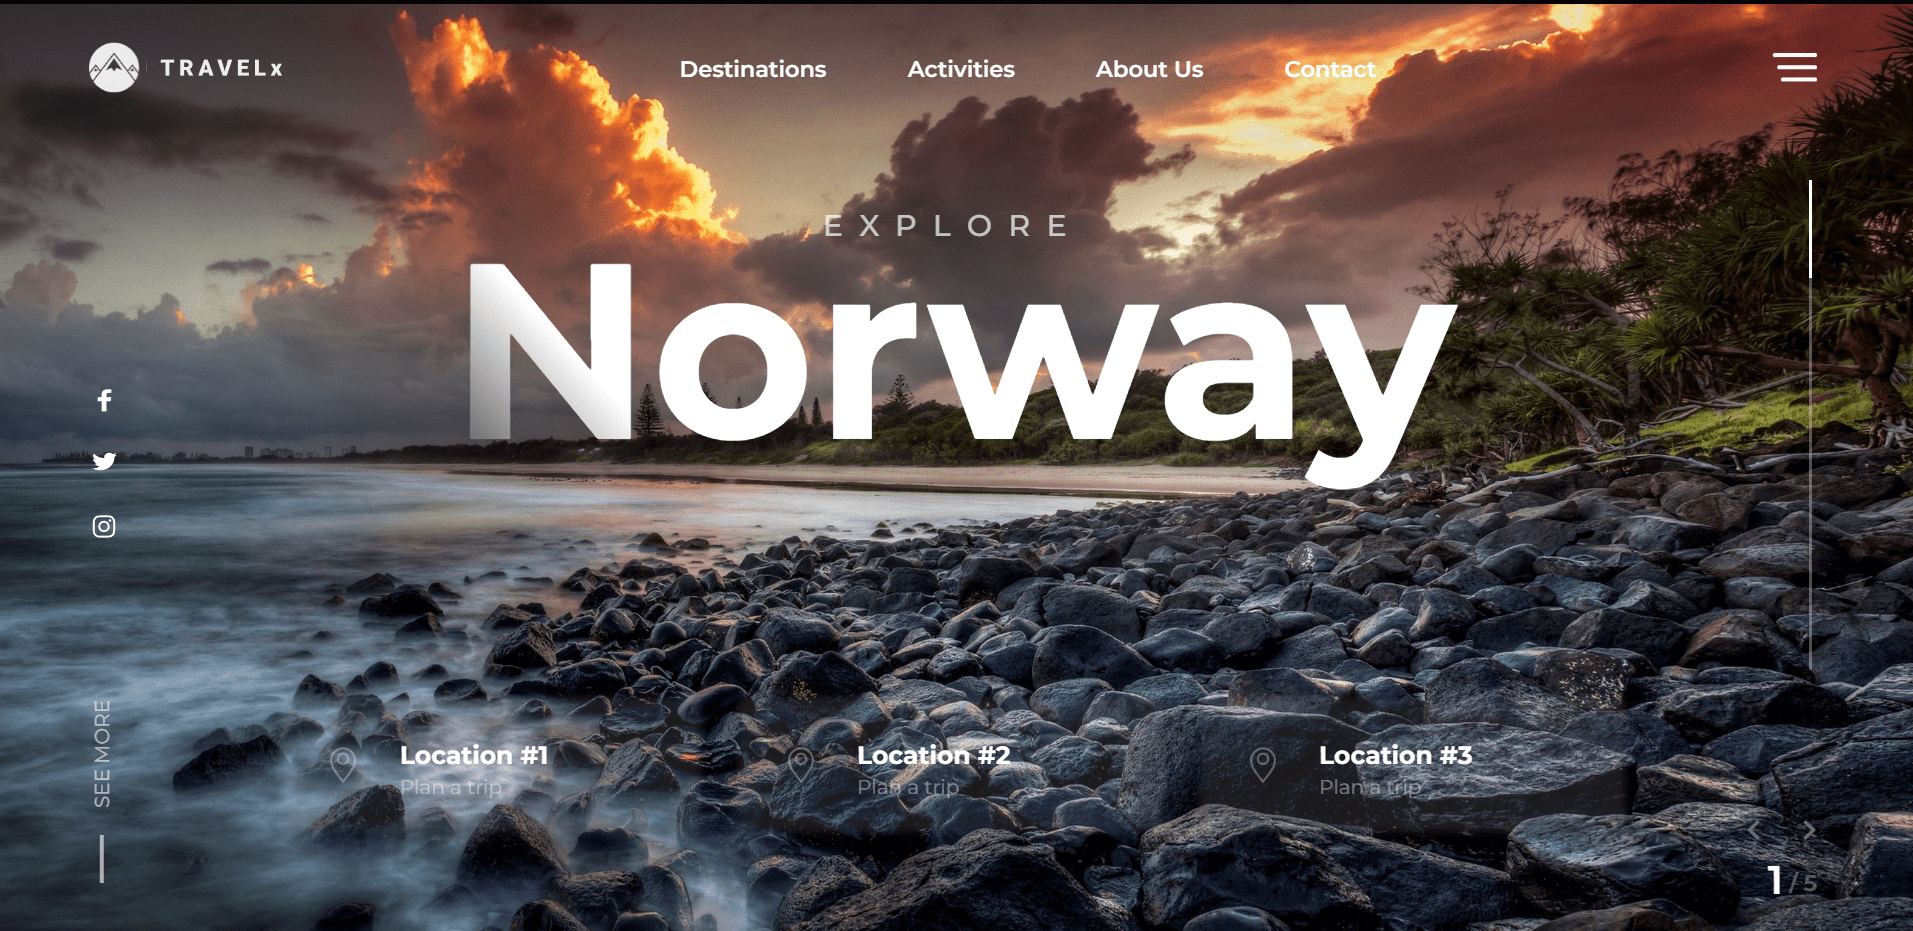 TRAVELx
Destinations
Activities
About Us
Contact
EXPLORE
Norway
SEE MORE
Location #1
Plan a trip
Location #2
Plan a trip
Location #3
Plan a trip
1 / 5